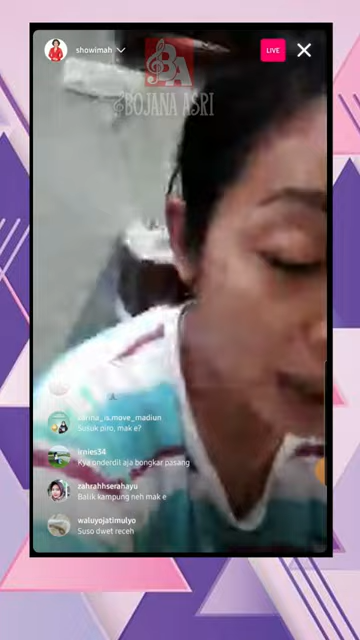 showimah
LIVE
BA
BOJANA ASRI
karina_is.move_madiun
Susuk piro, mak e?
irnies34
Kya onderdil aja bongkar pasang
zahrahhserahayu
Balik kampung neh mak e
waluyojatimulyo
Suso dwet receh